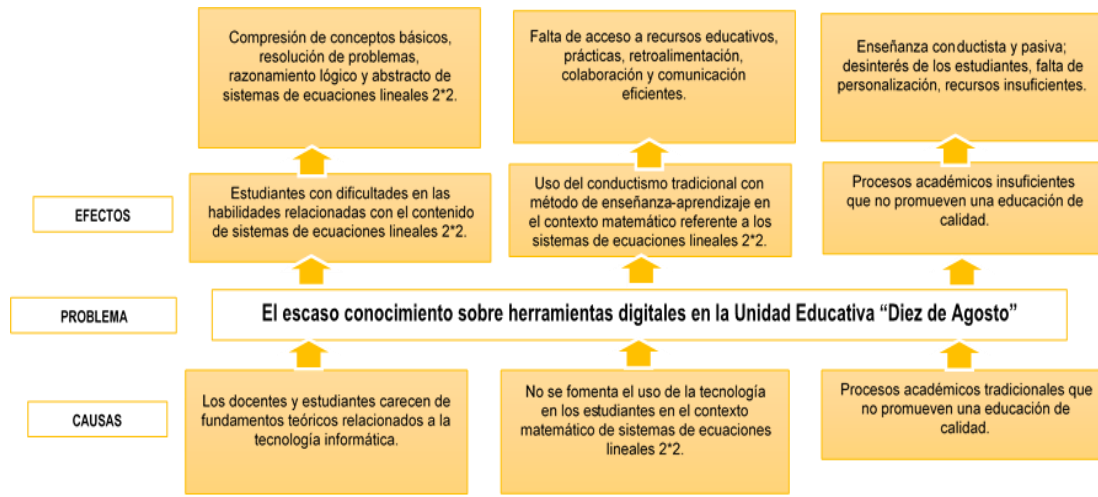 Compresión de conceptos básicos,
resolución de problemas,
razonamiento lógico y abstracto de
sistemas de ecuaciones lineales 2*2.
Falta de acceso a recursos educativos,
prácticas, retroalimentación,
colaboración y comunicación
eficientes.
Enseñanza conductista y pasiva;
desinterés de los estudiantes, falta de
personalización, recursos insuficientes.
EFECTOS
Estudiantes con dificultades en las
habilidades relacionadas con el contenido
de sistemas de ecuaciones lineales 2*2.
Uso del conductismo tradicional con
método de enseñanza-aprendizaje en
el contexto matemático referente a los
sistemas de ecuaciones lineales 2*2.
Procesos académicos insuficientes
que no promueven una educación de
calidad.
PROBLEMA
El escaso conocimiento sobre herramientas digitales en la Unidad Educativa “Diez de Agosto”
CAUSAS
Los docentes y estudiantes carecen de
fundamentos teóricos relacionados a la
tecnología informática.
No se fomenta el uso de la tecnología
en los estudiantes en el contexto
matemático de sistemas de ecuaciones
lineales 2*2.
Procesos académicos tradicionales que
no promueven una educación de
calidad.